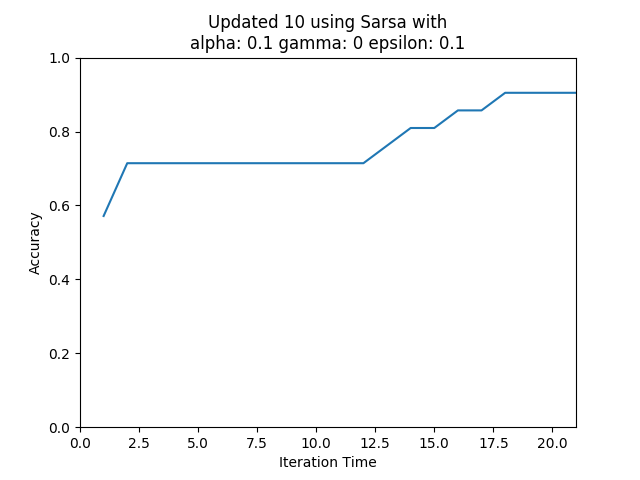 Updated 10 using Sarsa with
alpha: 0.1 gamma: 0 epsilon: 0.1
1.0
0.8
0.6
0.4
0.2
0.0
Accuracy
0.0 2.5 5.0 7.5 10.0 12.5 15.0 17.5 20.0
Iteration Time